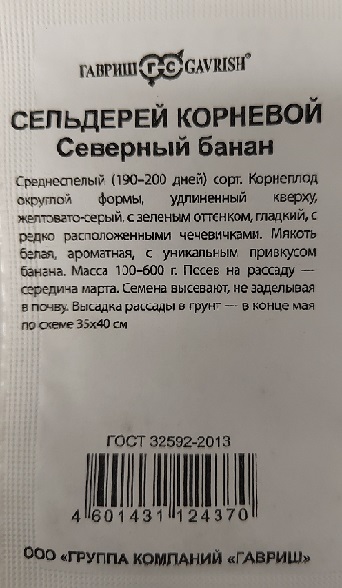 ГАВРИШ Г-С GAVRISH®
СЕЛЬДЕРЕЙ КОРНЕВОЙ
Северный банан
Среднеспелый (190–200 дней) сорт. Корнеплод
округлой формы, удлиненный кверху,
желтовато-серый, с зеленым оттенком, гладкий, с
редко расположенными чечевичками. Мякоть
белая, ароматная, с уникальным привкусом
банана. Масса 100–600 г. Посев на рассаду —
середина марта. Семена высевают, не заделывая
в почву. Высадка рассады в грунт — в конце мая
по схеме 35x40 см
ГОСТ 32592-2013
4 601431 124370
ООО «ГРУППА КОМПАНИЙ «ГАВРИШ»